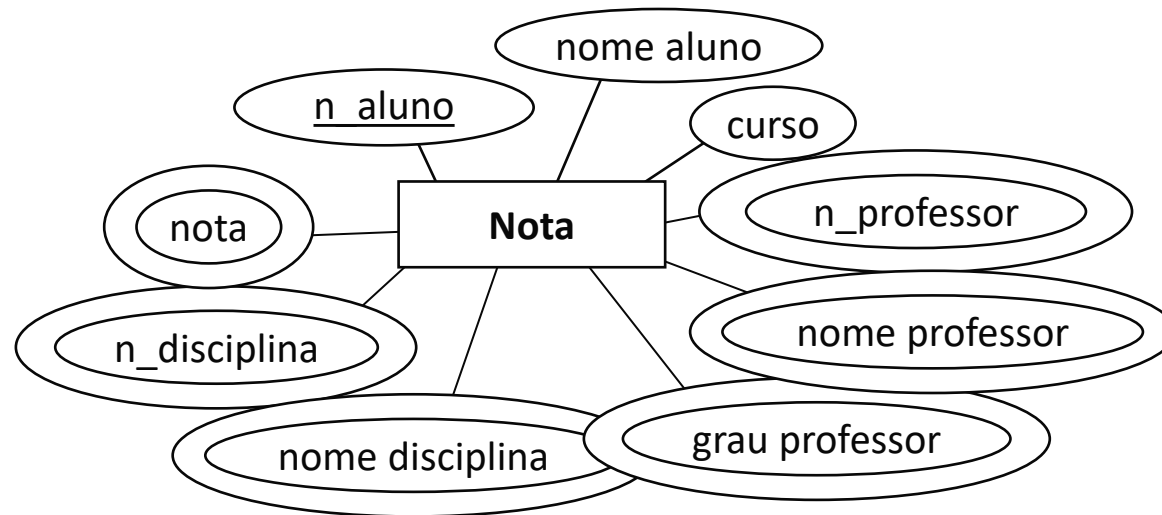 nome aluno
n_aluno
curso
n_professor
nota
Nota
nome professor
n_disciplina
grau professor
nome disciplina